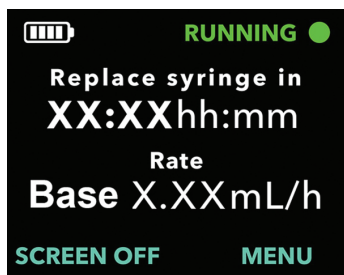 RUNNING
Replace syringe in
XX:XXhh:mm
Rate
Base X.XXmL/h
SCREEN OFF MENU